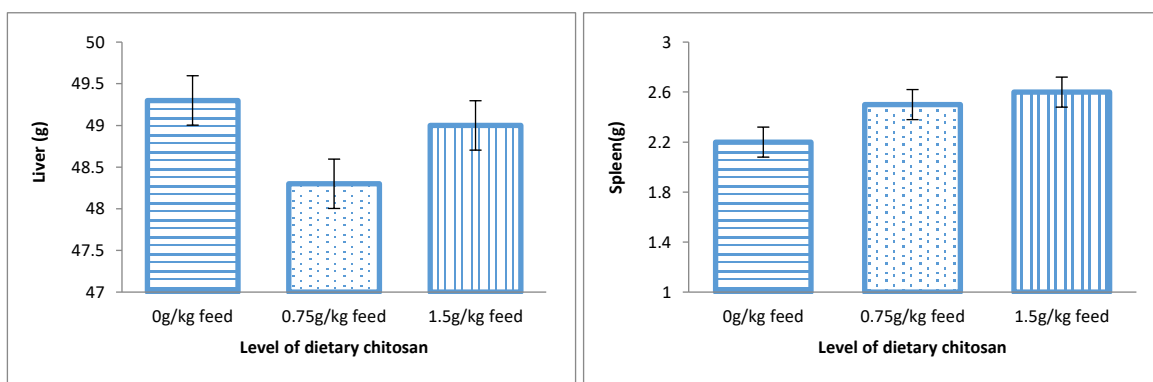 50
49.5
49
48.5
48
47.5
47
Liver (g)
0g/kg feed 0.75g/kg feed 1.5g/kg feed
Level of dietary chitosan
3
2.6
2.2
1.8
1.4
1
Spleen(g)
0g/kg feed 0.75g/kg feed 1.5g/kg feed
Level of dietary chitosan